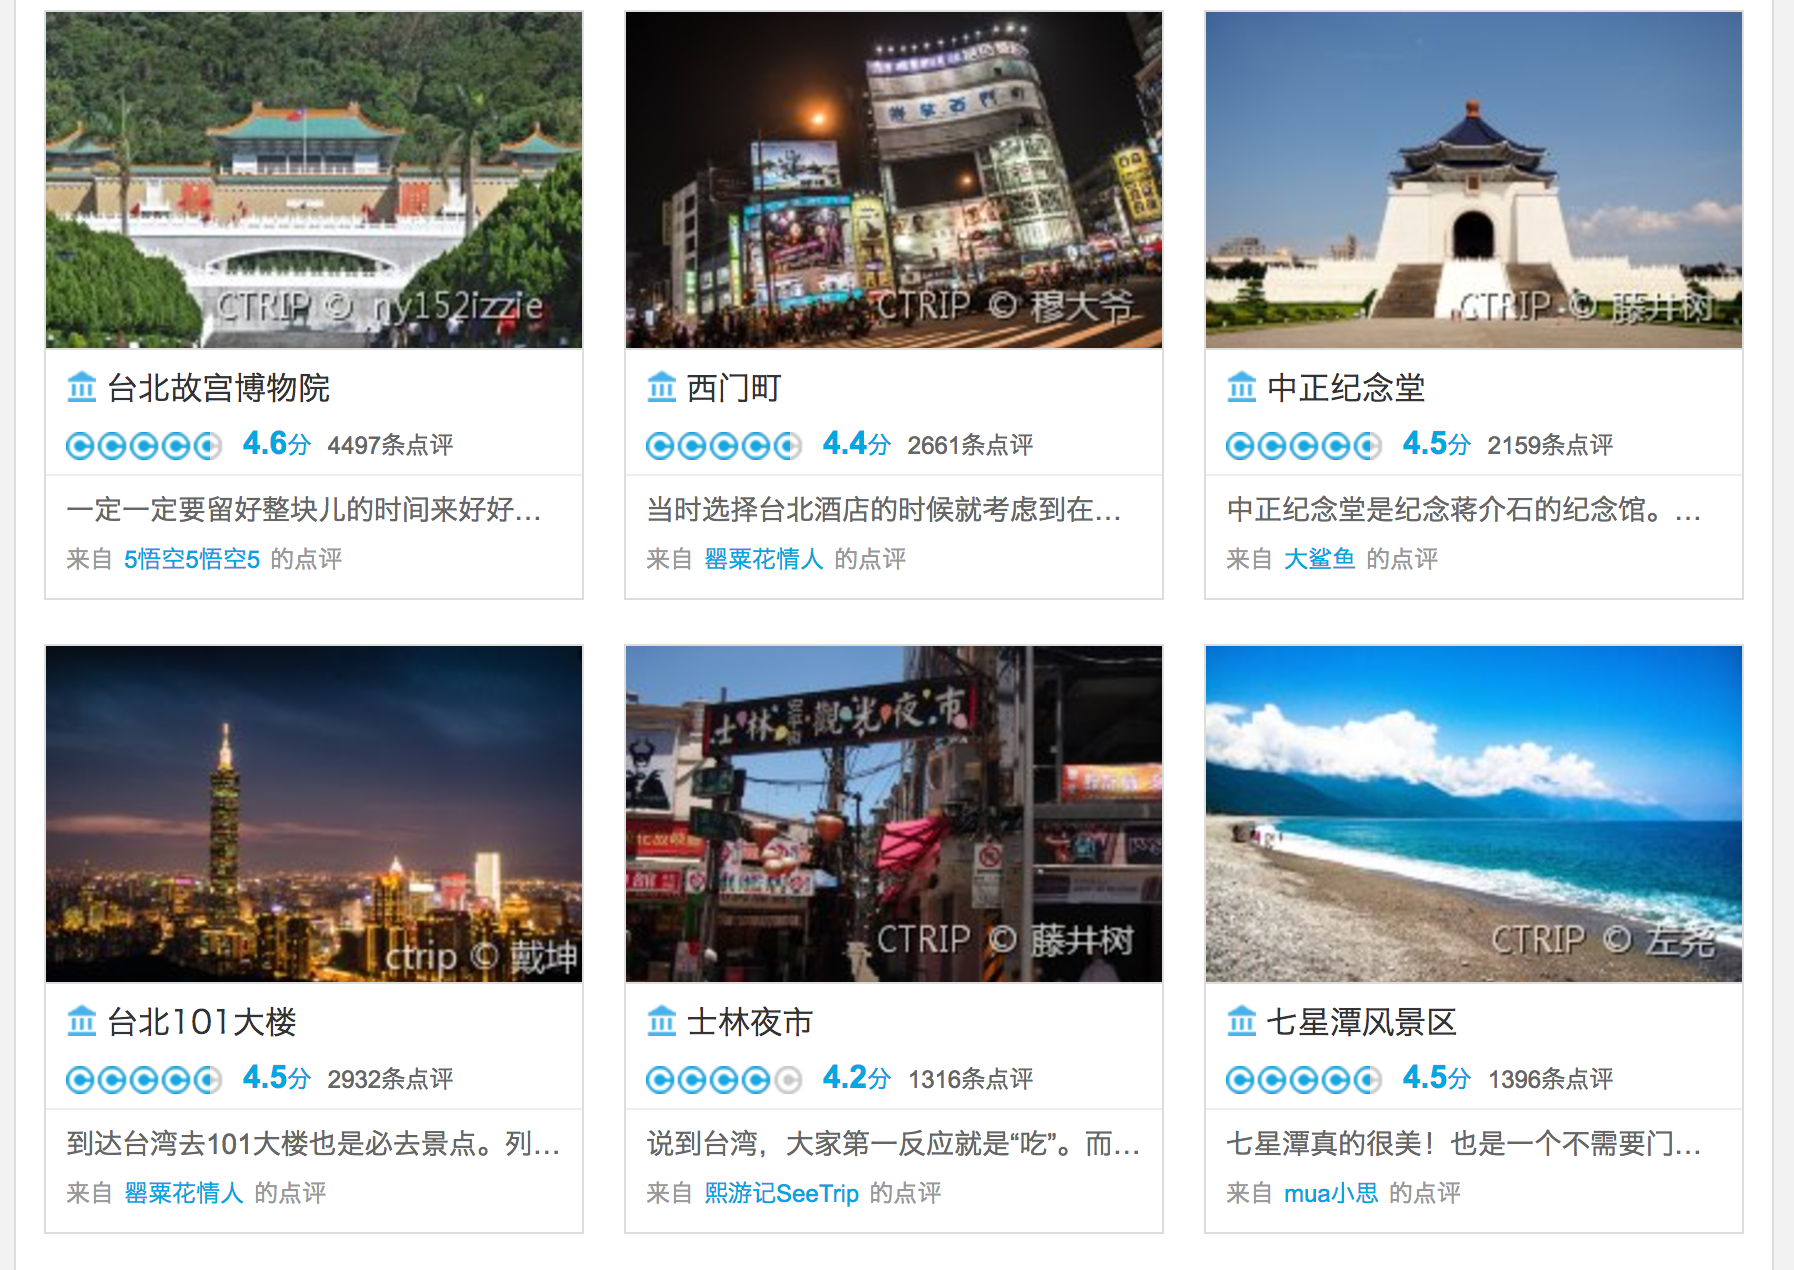 CTRIP © ny152izzie
CTRIP © 穆大爷
CTRIP © 藤井树
台北故宫博物院
西门町
中正纪念堂
4.6分 4497条点评
4.4分 2661条点评
4.5分 2159条点评
一定一定要留好整块儿的时间来好好...
当时选择台北酒店的时候就考虑到在...
中正纪念堂是纪念蒋介石的纪念馆。...
来自 5悟空5悟空5 的点评
来自 罂粟花情人 的点评
来自 大鲨鱼 的点评
士林 觀光夜市
ctrip © 戴坤
CTRIP © 藤井树
CTRIP © 左尧
台北101大楼
士林夜市
七星潭风景区
4.5分 2932条点评
4.2分 1316条点评
4.5分 1396条点评
到达台湾去101大楼也是必去景点。列...
说到台湾，大家第一反应就是“吃”。而...
七星潭真的很美！也是一个不需要门...
来自 罂粟花情人 的点评
来自 熙游记SeeTrip 的点评
来自 mua小思 的点评